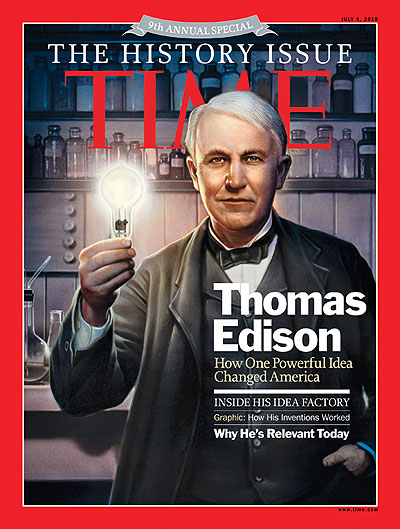 JULY 5, 2010
9th ANNUAL SPECIAL
THE HISTORY ISSUE
TIME
Thomas
Edison
How One Powerful Idea
Changed America
INSIDE HIS IDEA FACTORY
Graphic: How His Inventions Worked
Why He's Relevant Today
www.time.com